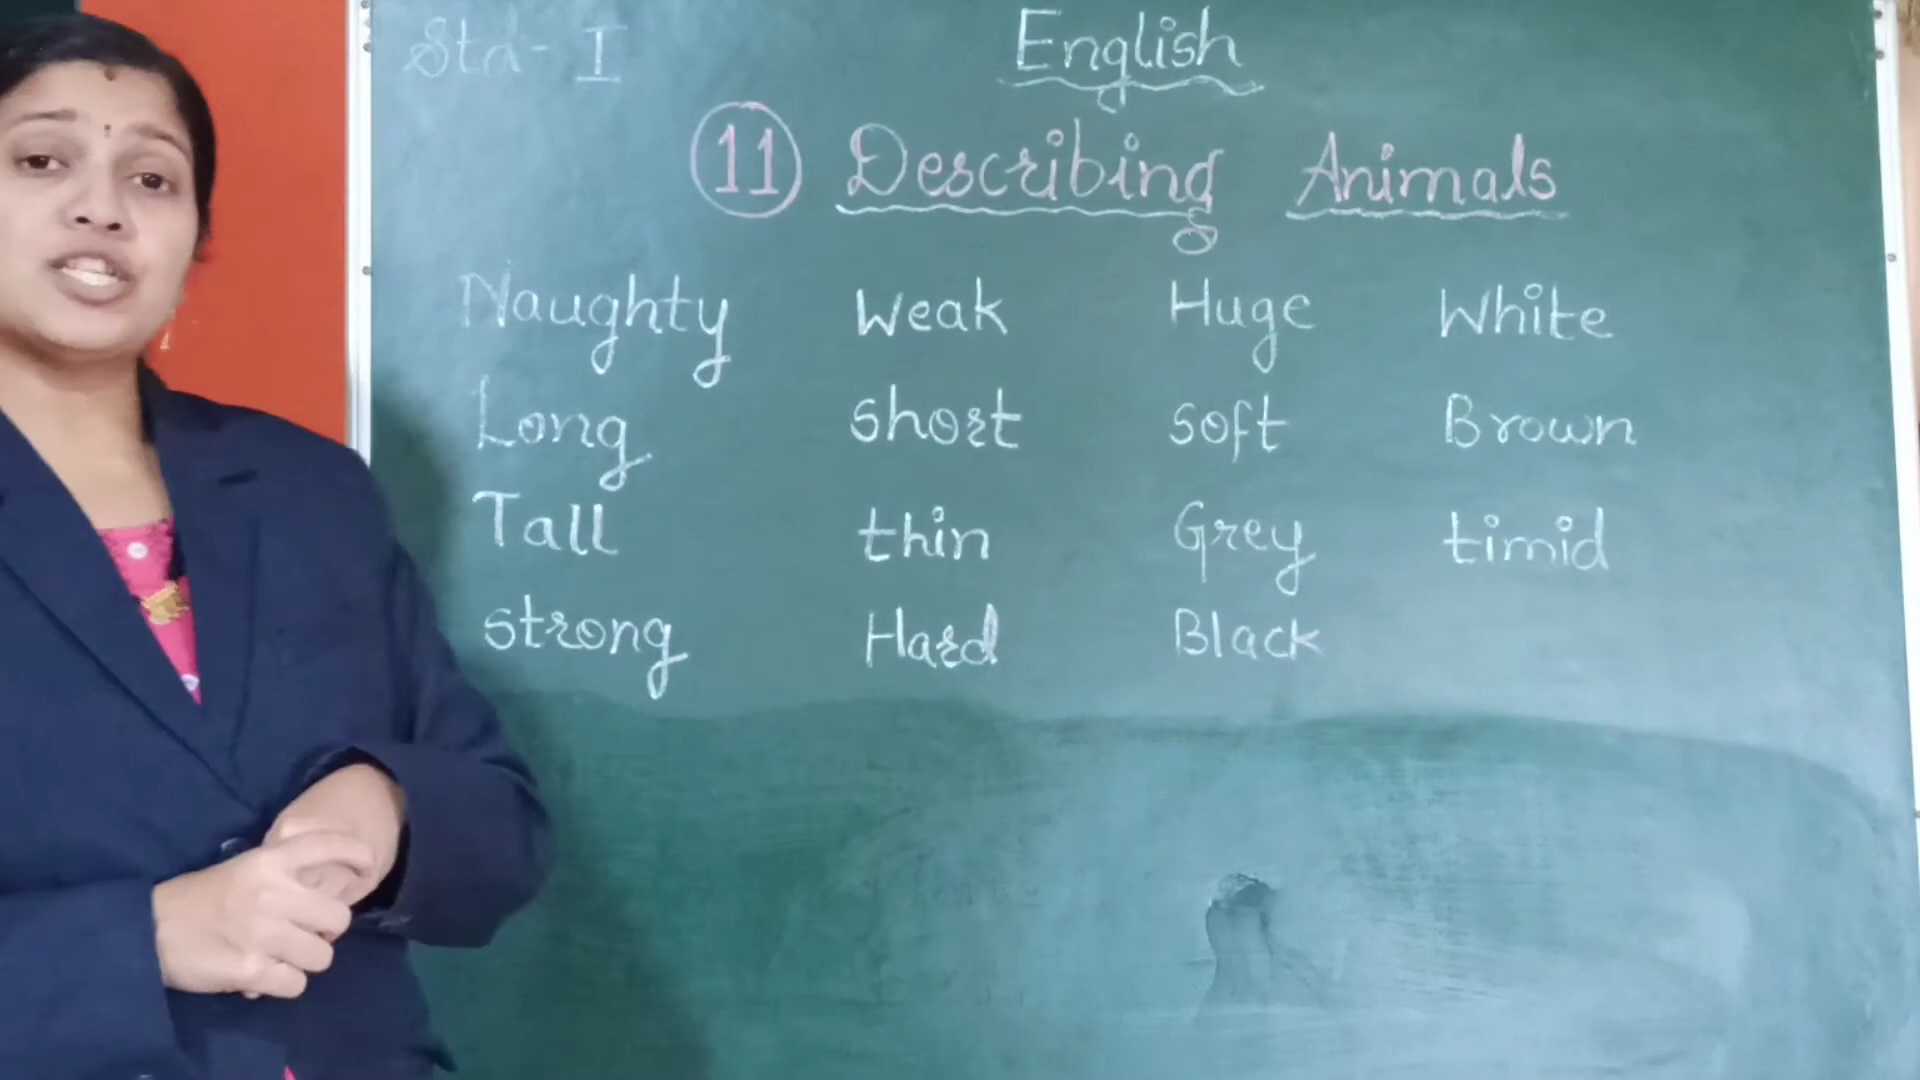 Std- I
English
11 Describing Animals
Naughty Weak Huge White
Long short soft Brown
Tall thin Grey timid
strong Hard Black